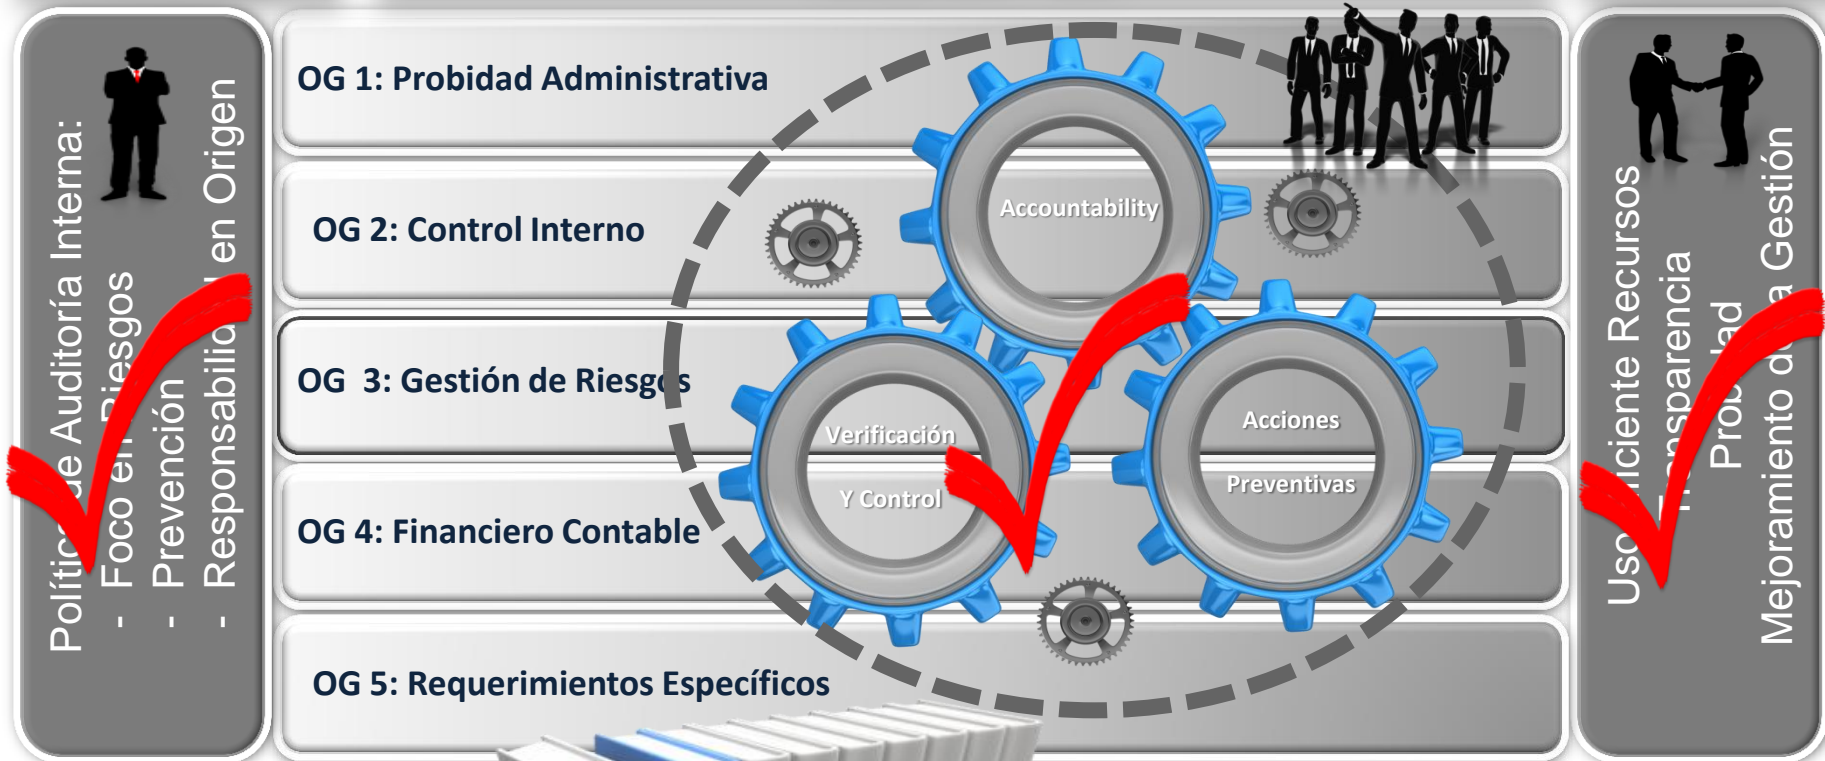 Política de Auditoría Interna:
- Foco en Riesgos
- Prevención
- Responsabilidad en Origen
OG 1: Probidad Administrativa
OG 2: Control Interno
OG  3: Gestión de Riesgos
OG 4: Financiero Contable
OG 5: Requerimientos Específicos
Accountability
Verificación
Y Control
Acciones
Preventivas
Uso Eficiente Recursos
Transparencia
Probidad
Mejoramiento de la Gestión